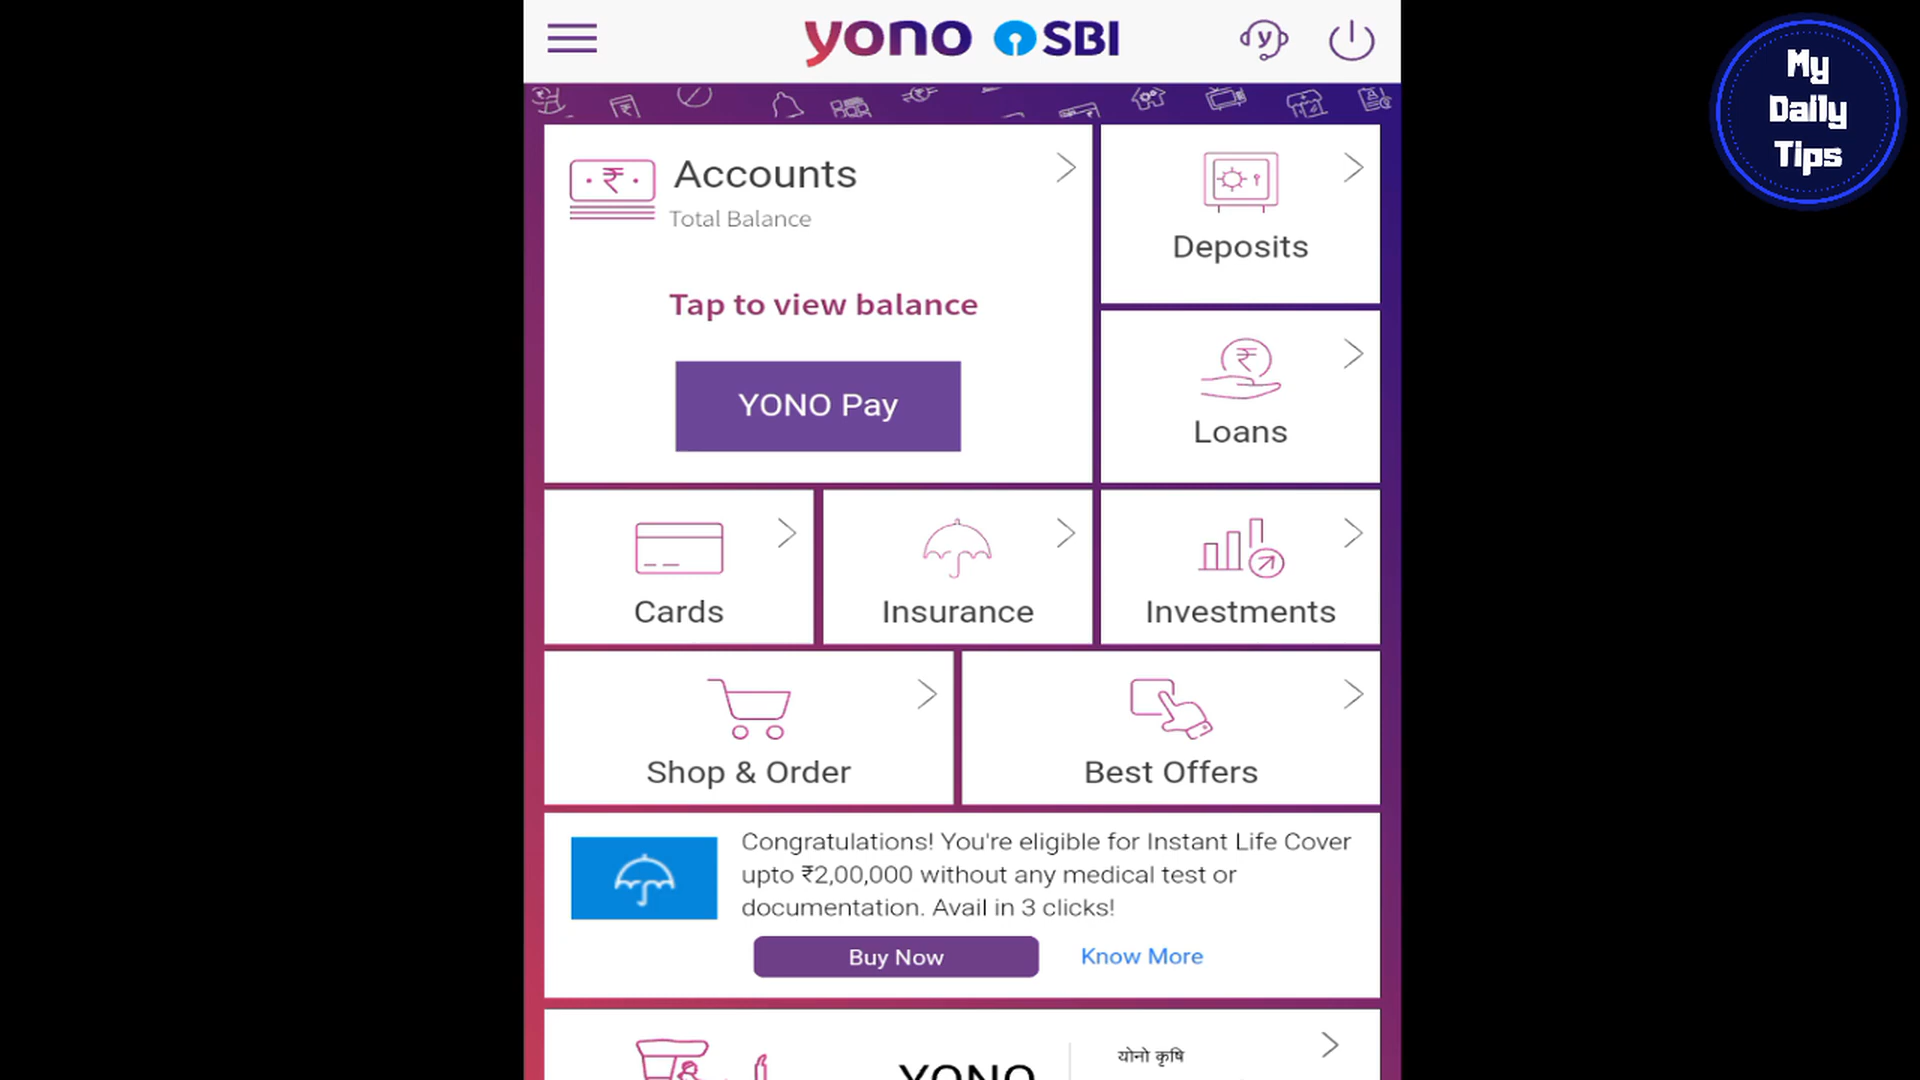 yono SBI
My
Daily
Tips
Accounts
Total Balance
Tap to view balance
YONO Pay
Deposits
Loans
Cards
Insurance
Investments
Shop & Order
Best Offers
Congratulations! You're eligible for Instant Life Cover
upto ₹2,00,000 without any medical test or
documentation. Avail in 3 clicks!
Buy Now
Know More
YONO
योनो कृषि